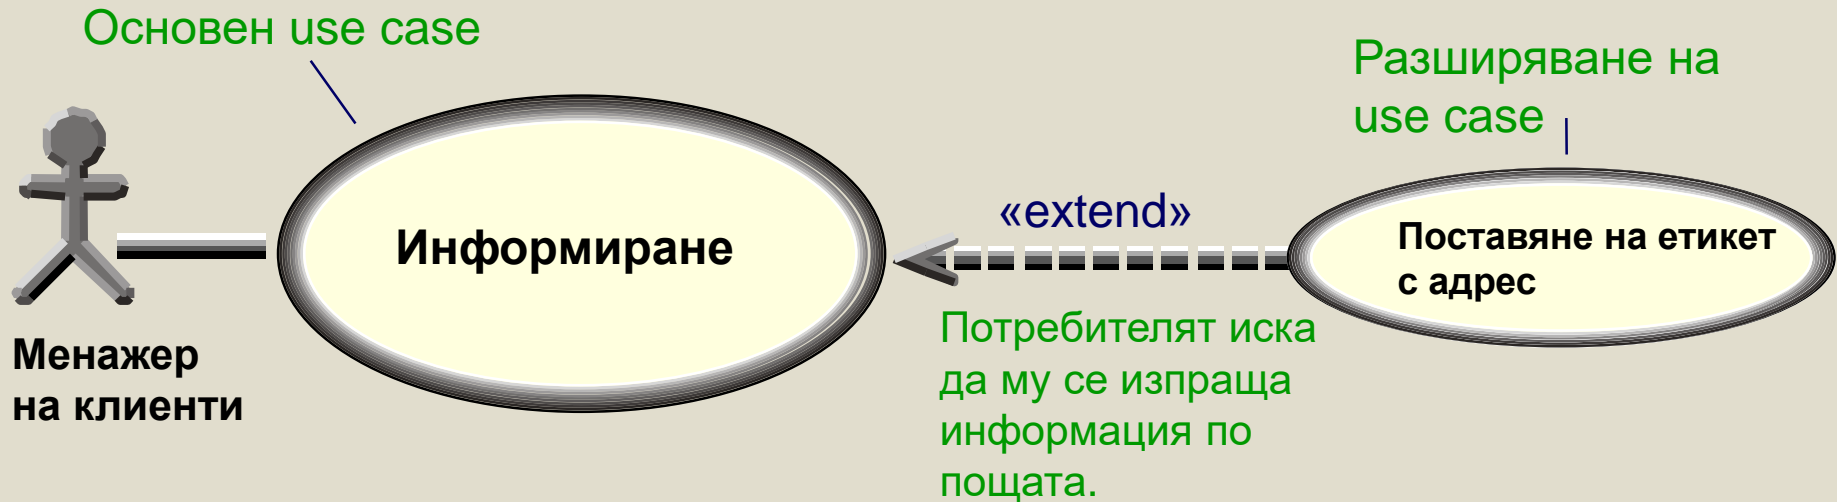 Основен use case
Разширяване на
use case
Информиране
«extend»
Поставяне на етикет
с адрес
Менажер
на клиенти
Потребителят иска
да му се изпраща
информация по
пощата.